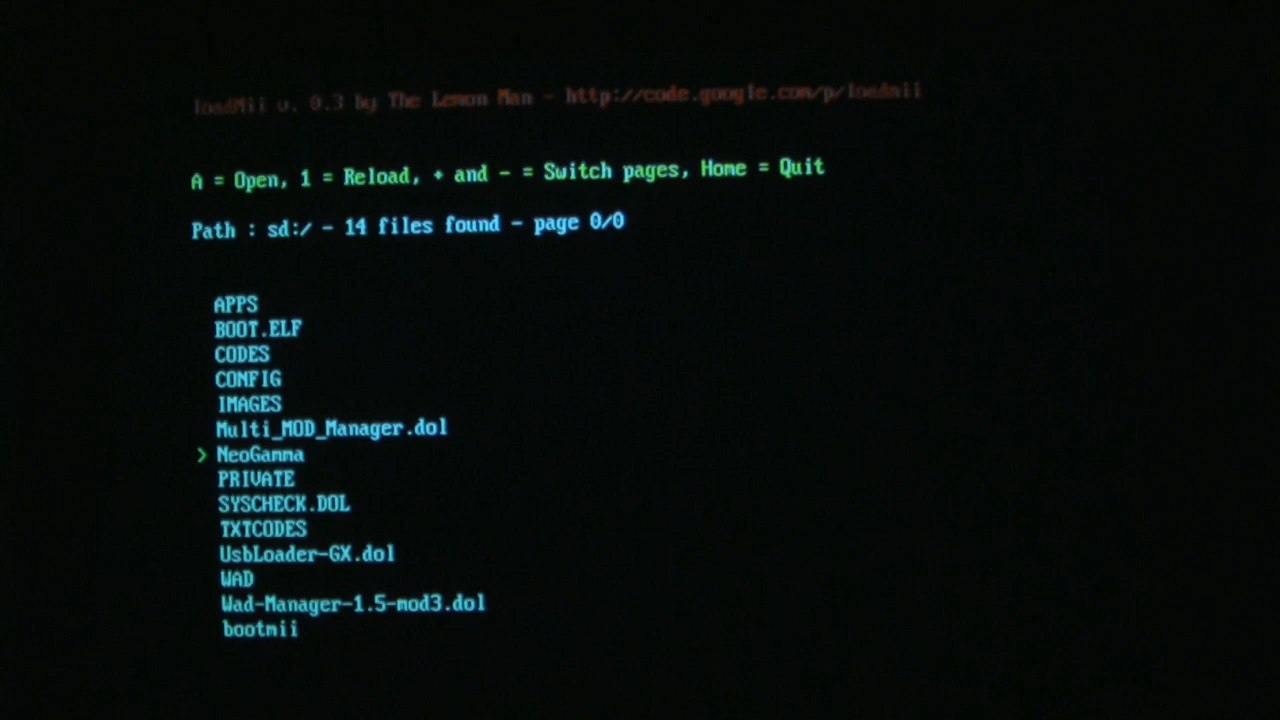 loadMii v. 0.3 by The Lemon Man - http://code.google.com/p/loadmii
A = Open, 1 = Reload, + and - = Switch pages, Home = Quit
Path : sd:/ - 14 files found - page 0/0
APPS
BOOT.ELF
CODES
CONFIG
IMAGES
Multi_MOD_Manager.dol
> NeoGamma
PRIVATE
SYSCHECK.DOL
TXTCODES
UsbLoader-GX.dol
WAD
Wad-Manager-1.5-mod3.dol
bootmii